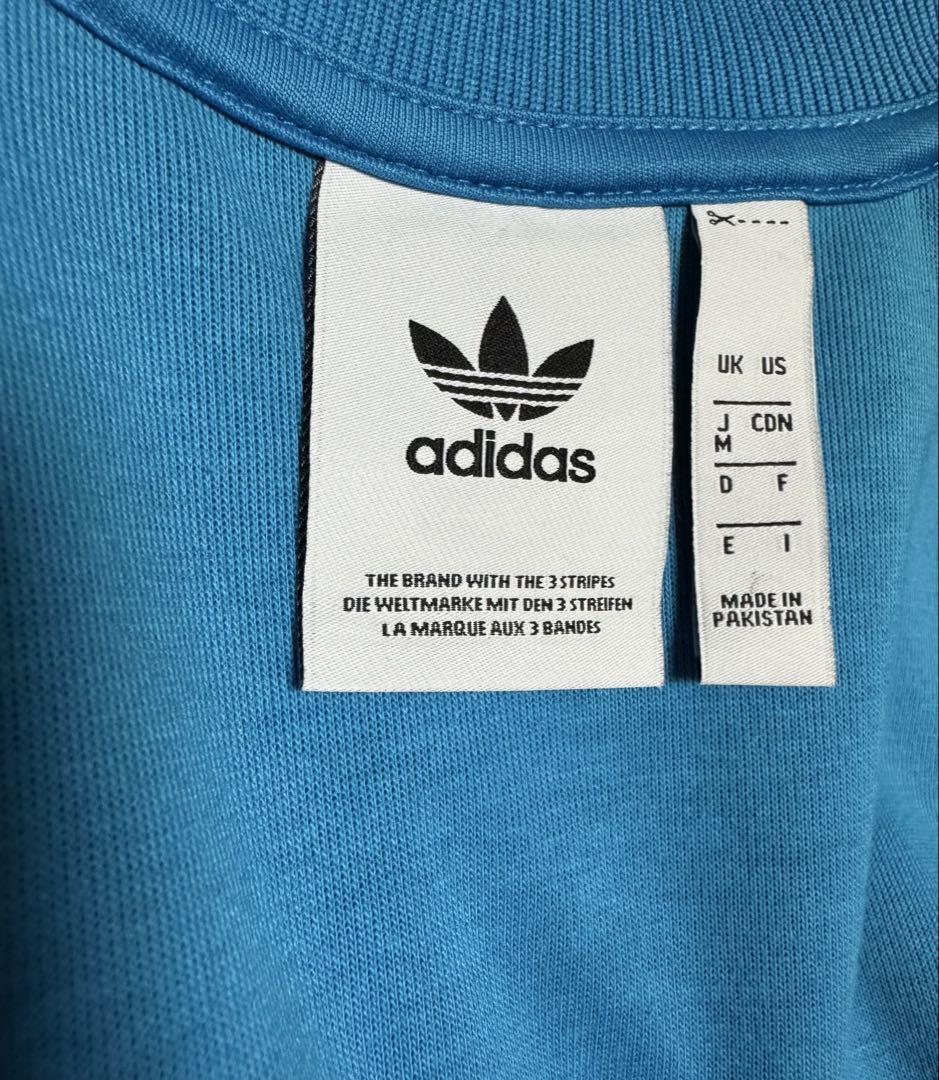 adidas
THE BRAND WITH THE 3 STRIPES
DIE WELTMARKE MIT DEN 3 STREIFEN
LA MARQUE AUX 3 BANDES
UK US
J CDN
M
D F
E I
MADE IN
PAKISTAN